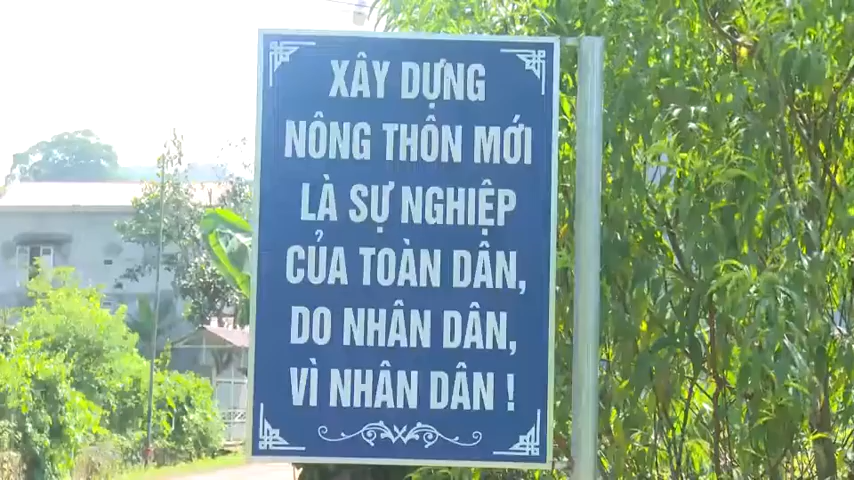 XÂY DỰNG
NÔNG THÔN MỚI
LÀ SỰ NGHIỆP
CỦA TOÀN DÂN,
DO NHÂN DÂN,
VÌ NHÂN DÂN !